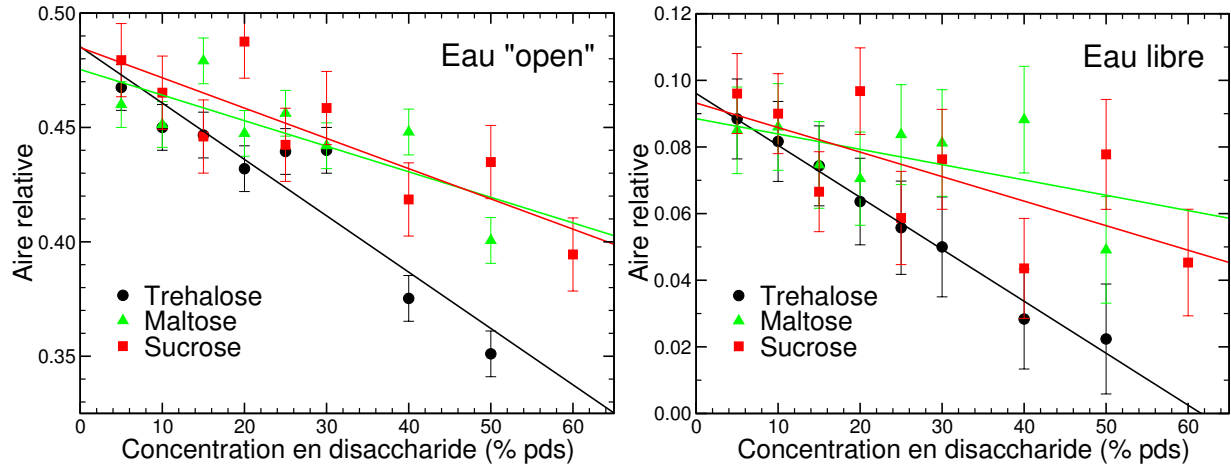 0.50
0.45
0.40
0.35
Aire relative
Eau "open"
Trehalose
Maltose
Sucrose
0 10 20 30 40 50 60
Concentration en disaccharide (% pds)
0.12
0.10
0.08
0.06
0.04
0.02
0.00
Aire relative
Eau libre
Trehalose
Maltose
Sucrose
0 10 20 30 40 50 60
Concentration en disaccharide (% pds)